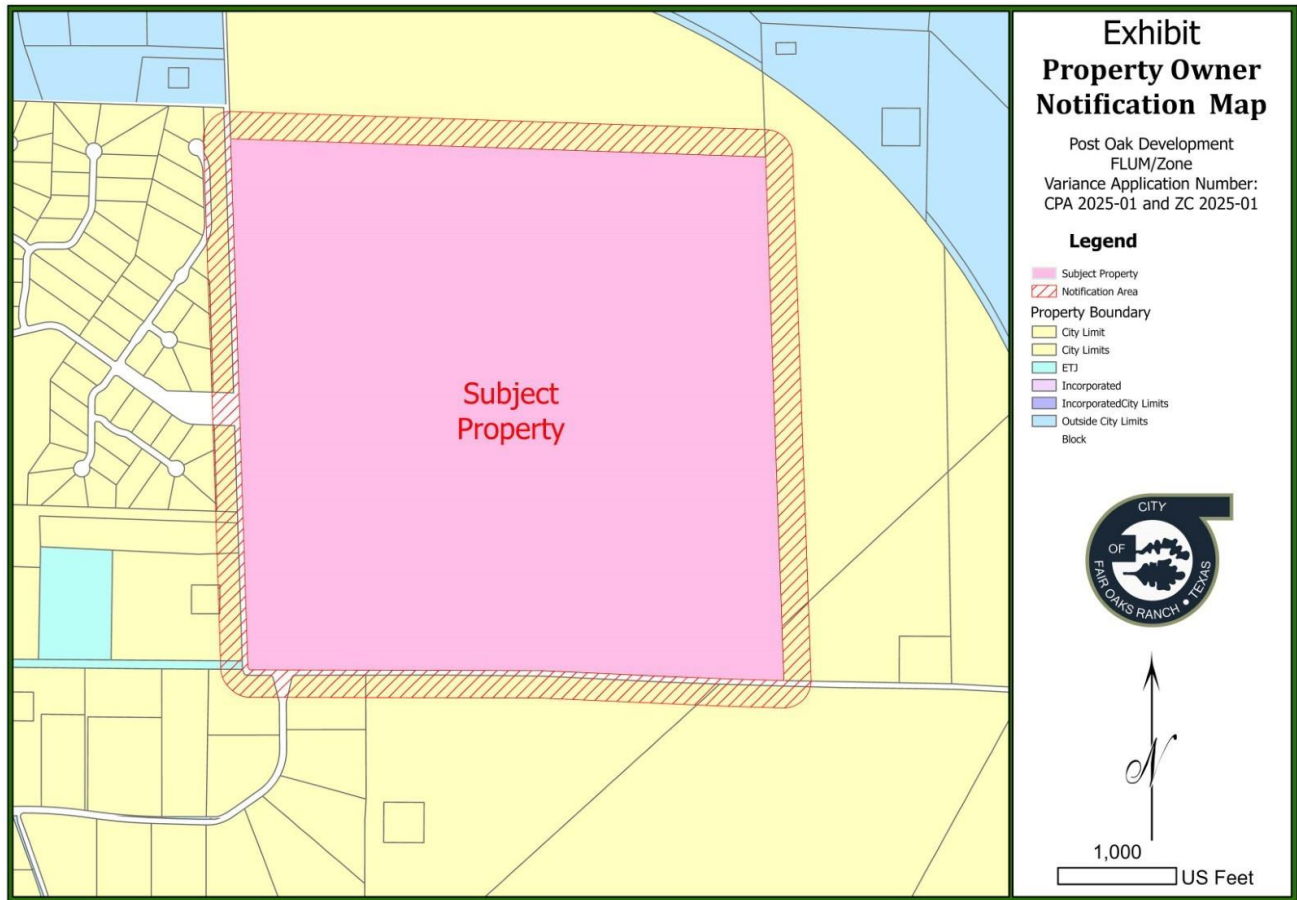 Subject
Property
Exhibit
Property Owner
Notification Map
Post Oak Development
FLUM/Zone
Variance Application Number:
CPA 2025-01 and ZC 2025-01
Legend
Subject Property
Notification Area
Property Boundary
City Limit
City Limits
ETJ
Incorporated
IncorporatedCity Limits
Outside City Limits
Block
CITY
OF
FAIR OAKS RANCH • TEXAS
N
1,000
US Feet